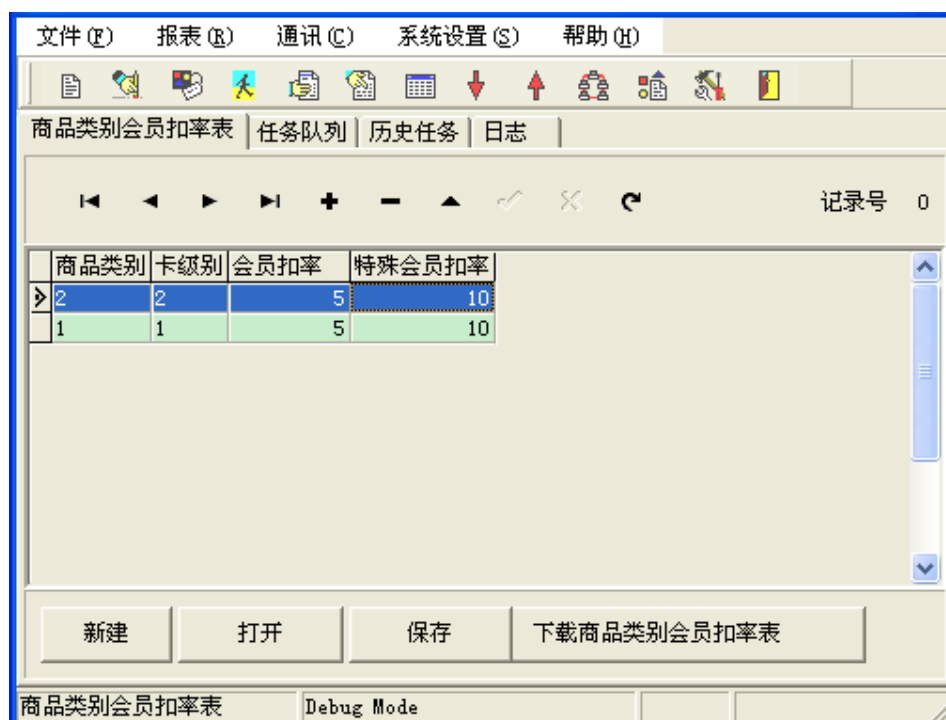 文件(F) 报表(R) 通讯(C) 系统设置(S) 帮助(H)
商品类别会员扣率表 任务队列 历史任务 日志
记录号 0
商品类别 卡级别 会员扣率 特殊会员扣率
2 2 5 10
1 1 5 10
新建 打开 保存 下载商品类别会员扣率表
商品类别会员扣率表 Debug Mode